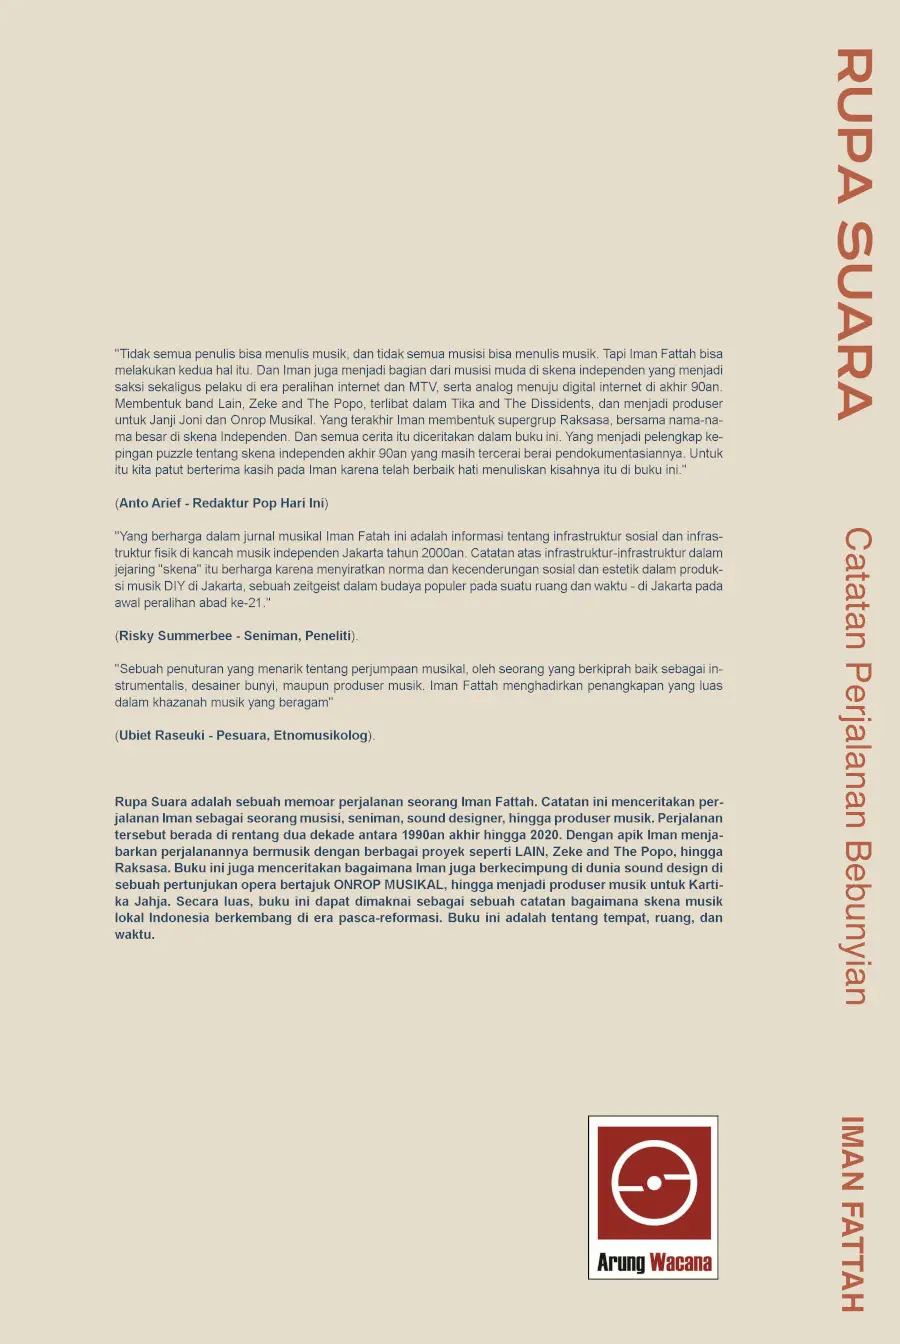 "Tidak semua penulis bisa menulis musik, dan tidak semua musisi bisa menulis musik. Tapi Iman Fattah bisa
melakukan kedua hal itu. Dan Iman juga menjadi bagian dari musisi muda di skena independen yang menjadi
saksi sekaligus pelaku di era peralihan internet dan MTV, serta analog menuju digital internet di akhir 90an.
Membentuk band Lain, Zeke and The Popo, terlibat dalam Tika and The Dissidents, dan menjadi produser
untuk Janji Joni dan Onrop Musikal. Yang terakhir Iman membentuk supergrup Raksasa, bersama nama-na-
ma besar di skena Independen. Dan semua cerita itu diceritakan dalam buku ini. Yang menjadi pelengkap ke-
pingan puzzle tentang skena independen akhir 90an yang masih tercerai berai pendokumentasiannya. Untuk
itu kita patut berterima kasih pada Iman karena telah berbaik hati menuliskan kisahnya itu di buku ini."
(Anto Arief - Redaktur Pop Hari Ini)
"Yang berharga dalam jurnal musikal Iman Fatah ini adalah informasi tentang infrastruktur sosial dan infras-
truktur fisik di kancah musik independen Jakarta tahun 2000an. Catatan atas infrastruktur-infrastruktur dalam
jejaring "skena" itu berharga karena menyiratkan norma dan kecenderungan sosial dan estetik dalam produk-
si musik DIY di Jakarta, sebuah zeitgeist dalam budaya populer pada suatu ruang dan waktu - di Jakarta pada
awal peralihan abad ke-21."
(Risky Summerbee - Seniman, Peneliti).
"Sebuah penuturan yang menarik tentang perjumpaan musikal, oleh seorang yang berkiprah baik sebagai in-
strumentalis, desainer bunyi, maupun produser musik. Iman Fattah menghadirkan penangkapan yang luas
dalam khazanah musik yang beragam"
(Ubiet Raseuki - Pesuara, Etnomusikolog).
Rupa Suara adalah sebuah memoar perjalanan seorang Iman Fattah. Catatan ini menceritakan per-
jalanan Iman sebagai seorang musisi, seniman, sound designer, hingga produser musik. Perjalanan
tersebut berada di rentang dua dekade antara 1990an akhir hingga 2020. Dengan apik Iman menja-
barkan perjalanannya bermusik dengan berbagai proyek seperti LAIN, Zeke and The Popo, hingga
Raksasa. Buku ini juga menceritakan bagaimana Iman juga berkecimpung di dunia sound design di
sebuah pertunjukan opera bertajuk ONROP MUSIKAL, hingga menjadi produser musik untuk Karti-
ka Jahja. Secara luas, buku ini dapat dimaknai sebagai sebuah catatan bagaimana skena musik
lokal Indonesia berkembang di era pasca-reformasi. Buku ini adalah tentang tempat, ruang, dan
waktu.
Arung Wacana
RUPA SUARA
Catatan Perjalanan Bebunyian
IMAN FATTAH